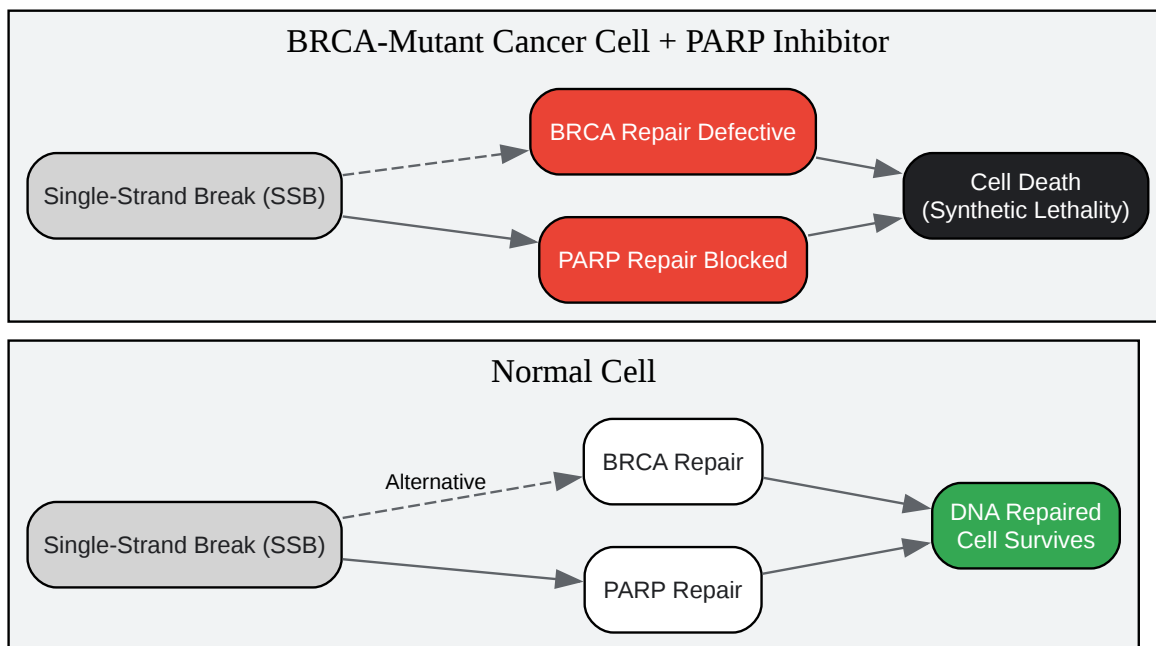 BRCA-Mutant Cancer Cell + PARP Inhibitor
BRCA Repair Defective
Single-Strand Break (SSB)
Cell Death
(Synthetic Lethality)
PARP Repair Blocked
Normal Cell
BRCA Repair
Alternative
Single-Strand Break (SSB)
DNA Repaired
Cell Survives
PARP Repair